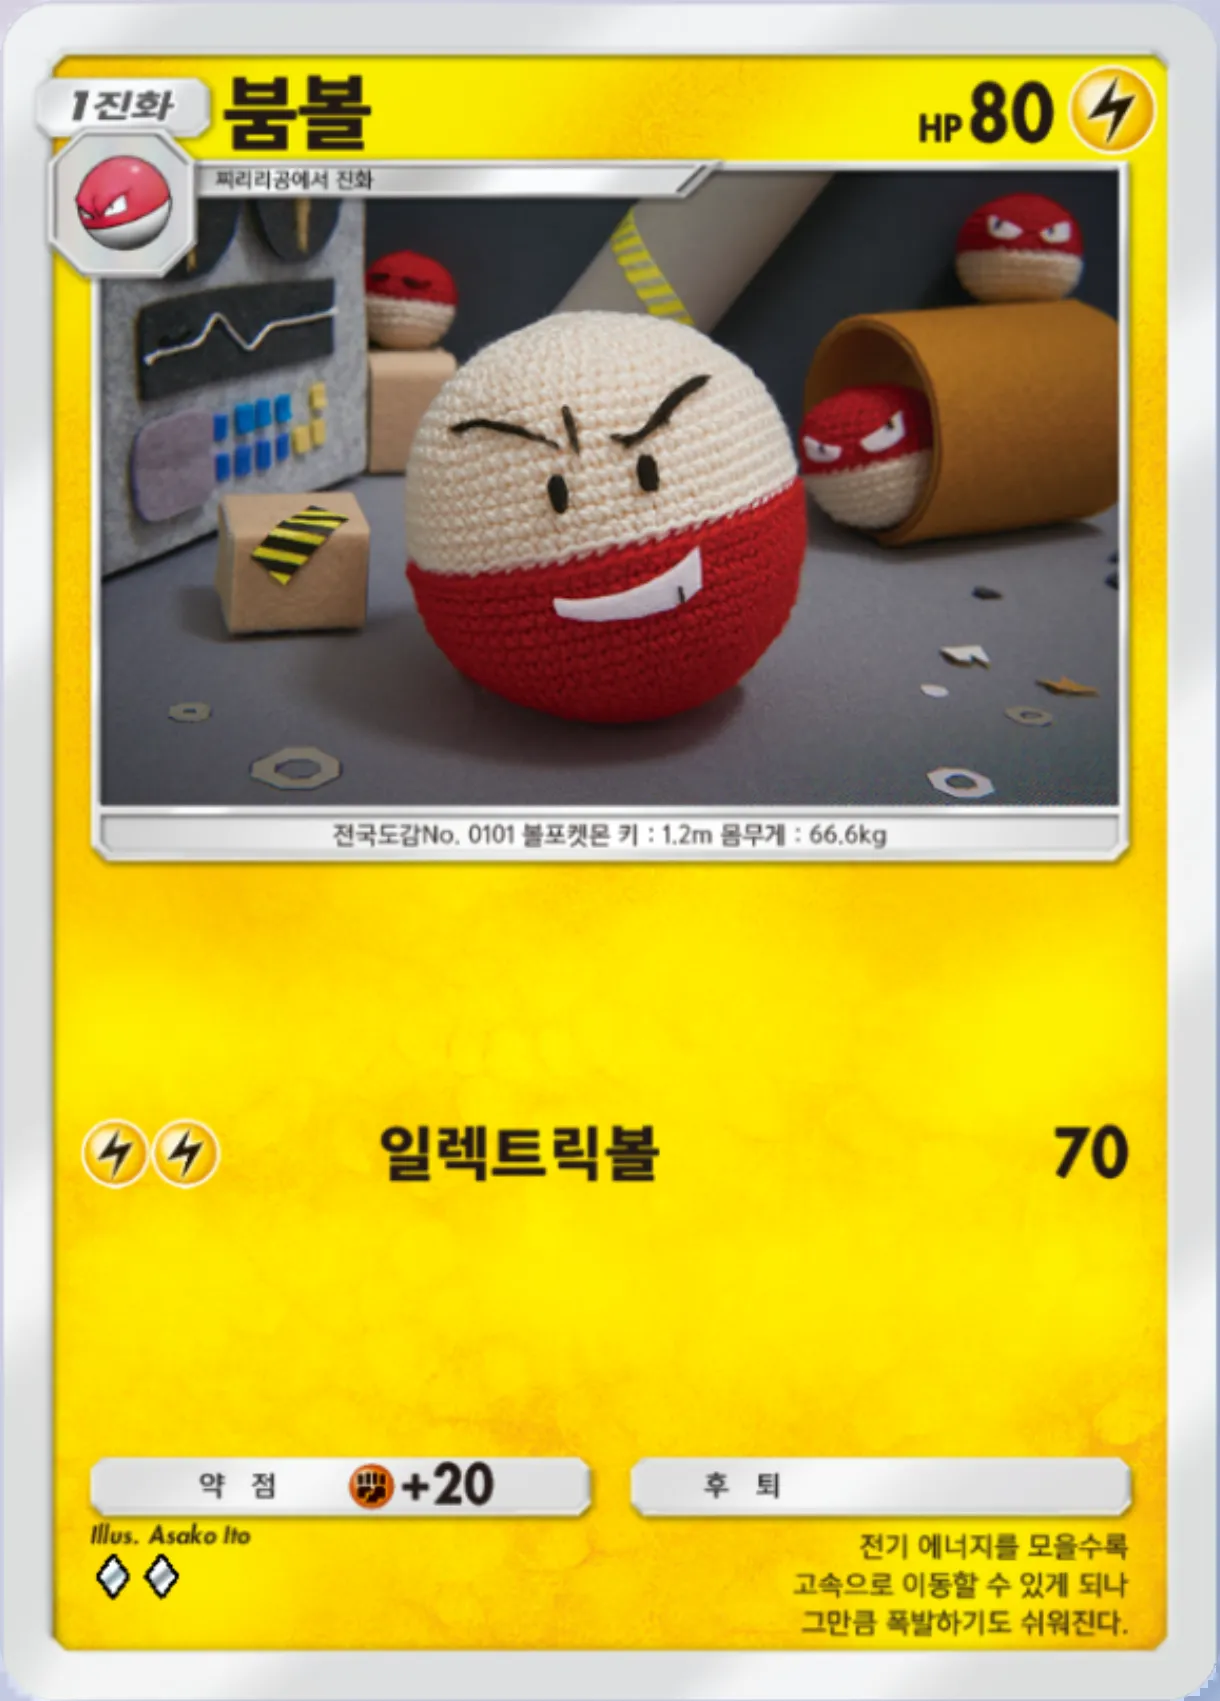 1진화
붐볼
HP 80
찌리리공에서 진화
전국도감No. 0101 볼포켓몬 키 : 1.2m 몸무게 : 66.6kg
일렉트릭볼 70
약 점 +20
후 퇴
Illus. Asako Ito
전기 에너지를 모을수록
고속으로 이동할 수 있게 되나
그만큼 폭발하기도 쉬워진다.